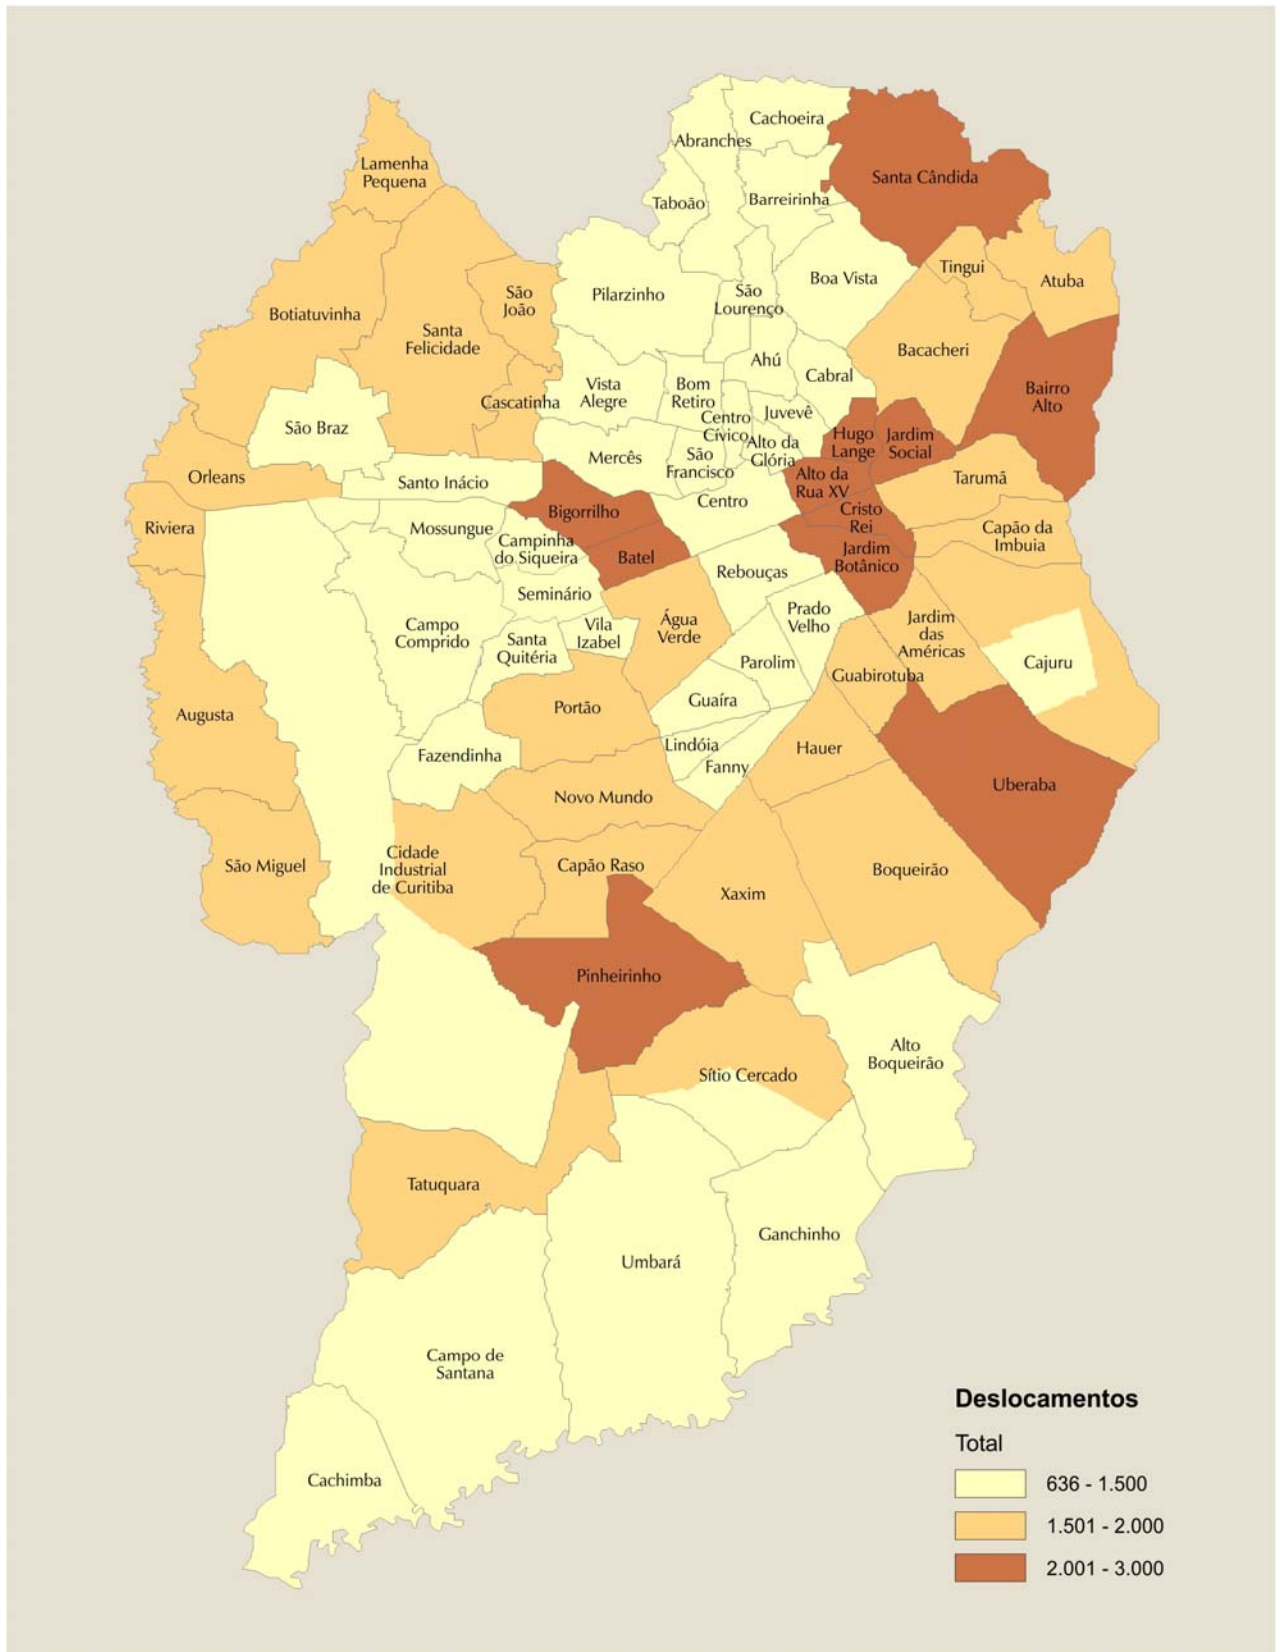 Cachoeira
Abranches
Lamenha
Pequena
Santa Cândida
Taboão
Barreirinha
Tingui
Atuba
Boa Vista
Pilarzinho
São
Lourenço
São
João
Botiatuvinha
Santa
Felicidade
Bacacheri
Ahú
Cabral
Bairro
Alto
Vista
Alegre
Bom
Retiro
Cascatinha
Juvevê
Centro
Cívico
São Braz
Hugo
Lange
Jardim
Social
Alto da
Glória
Mercês
São
Francisco
Orleans
Santo Inácio
Alto da
Rua XV
Tarumã
Centro
Bigorrilho
Cristo
Rei
Riviera
Mossungue
Capão da
Imbuia
Campinha
do Siqueira
Batel
Jardim
Botânico
Rebouças
Seminário
Prado
Velho
Campo
Comprido
Santa
Quitéria
Vila
Izabel
Água
Verde
Jardim
das
Américas
Parolim
Cajuru
Guabirotuba
Augusta
Portão
Guaíra
Fazendinha
Lindóia
Hauer
Fanny
Uberaba
Novo Mundo
São Miguel
Cidade
Industrial
de Curitiba
Capão Raso
Boqueirão
Xaxim
Pinheirinho
Alto
Boqueirão
Sítio Cercado
Tatuquara
Ganchinho
Umbará
Campo de
Santana
Cachimba
Deslocamentos
Total
636 - 1.500
1.501 - 2.000
2.001 - 3.000